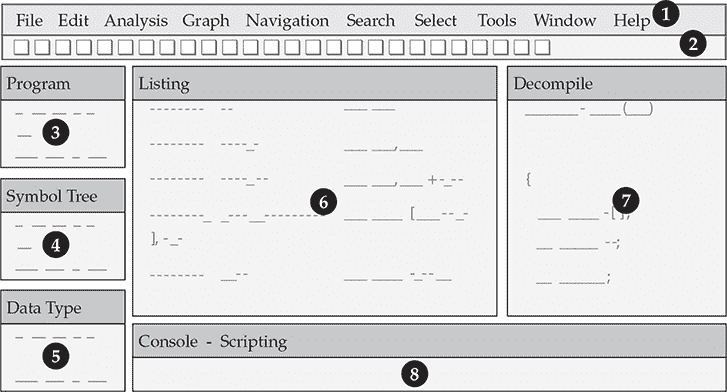 File Edit Analysis Graph Navigation Search Select Tools Window Help 1
2
Program
3
Symbol Tree
4
Data Type
5
Listing
6
Decompile
{
7
Console - Scripting
8